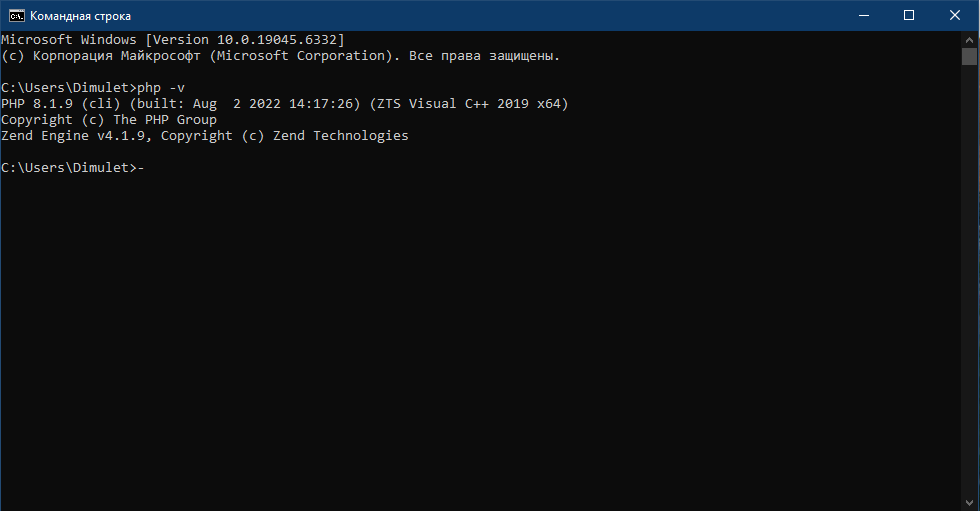 Командная строка
Microsoft Windows [Version 10.0.19045.6332]
(c) Корпорация Майкрософт (Microsoft Corporation). Все права защищены.
C:\Users\Dimulet>php -v
PHP 8.1.9 (cli) (built: Aug  2 2022 14:17:26) (ZTS Visual C++ 2019 x64)
Copyright (c) The PHP Group
Zend Engine v4.1.9, Copyright (c) Zend Technologies
C:\Users\Dimulet>-